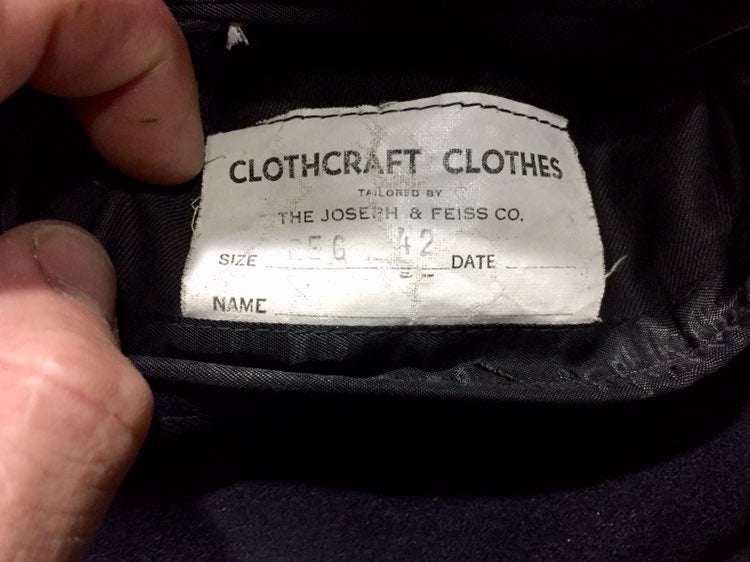 CLOTHCRAFT CLOTHES
TAILORED BY
THE JOSEPH & FEISS CO.
SIZE REG 42 DATE
NAME